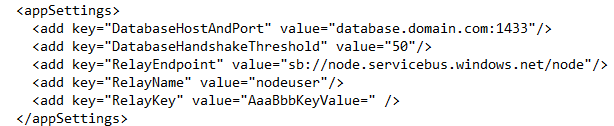 <appSettings>
<add key="DatabaseHostAndPort" value="database.domain.com:1433"/>
<add key="DatabaseHandshakeThreshold" value="50"/>
<add key="RelayEndpoint" value="sb://node.servicebus.windows.net/node"/>
<add key="RelayName" value="nodeuser"/>
<add key="RelayKey" value="AaaBbbKeyValue=" />
</appSettings>